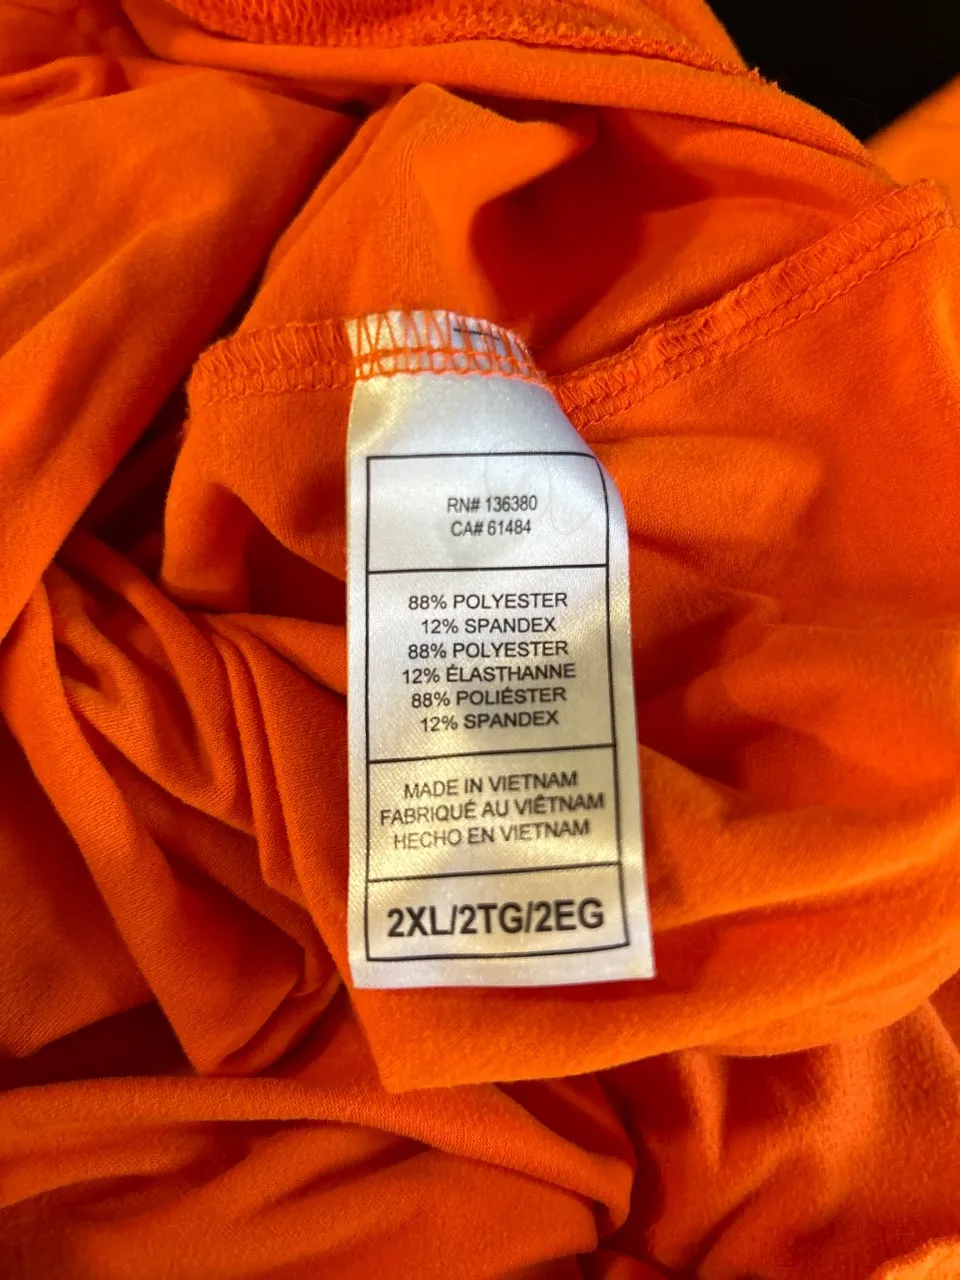 RN# 136380
CA# 61484
88% POLYESTER
12% SPANDEX
88% POLYESTER
12% ÉLASTHANNE
88% POLIÉSTER
12% SPANDEX
MADE IN VIETNAM
FABRIQUÉ AU VIÊTNAM
HECHO EN VIETNAM
2XL/2TG/2EG